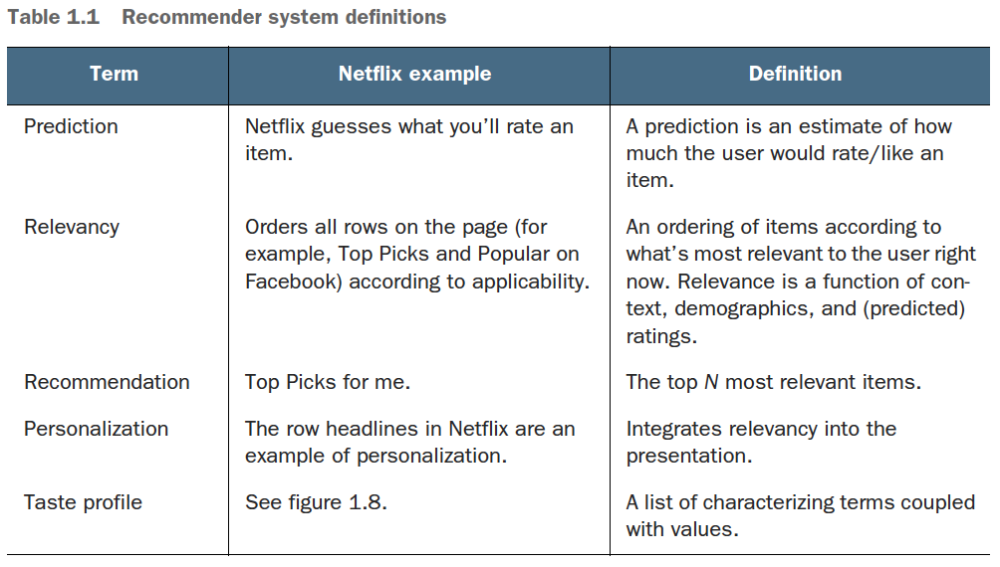 Table 1.1 Recommender system definitions
Term Netflix example Definition
Prediction
Netflix guesses what you'll rate an
item.
A prediction is an estimate of how
much the user would rate/like an
item.
Relevancy
Orders all rows on the page (for
example, Top Picks and Popular on
Facebook) according to applicability.
An ordering of items according to
what's most relevant to the user right
now. Relevance is a function of con-
text, demographics, and (predicted)
ratings.
Recommendation
Top Picks for me.
The top N most relevant items.
Personalization
The row headlines in Netflix are an
example of personalization.
Integrates relevancy into the
presentation.
Taste profile
See figure 1.8.
A list of characterizing terms coupled
with values.